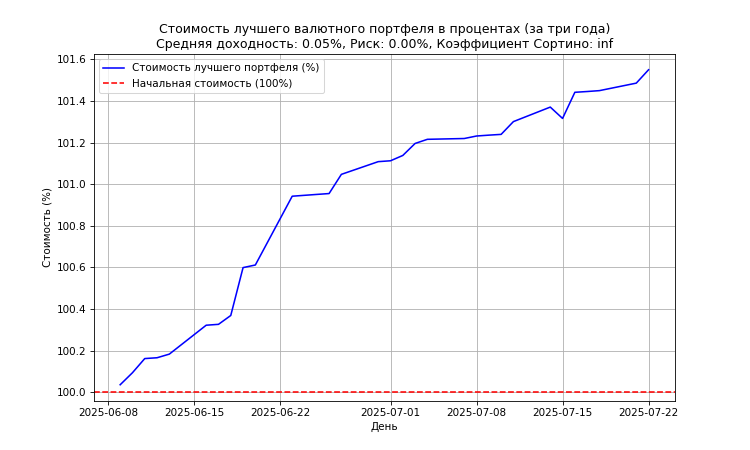 Стоимость лучшего валютного портфеля в процентах (за три года)
Средняя доходность: 0.05%, Риск: 0.00%, Коэффициент Сортино: inf
Стоимость лучшего портфеля (%)
Начальная стоимость (100%)
Стоимость (%)
101.6
101.4
101.2
101.0
100.8
100.6
100.4
100.2
100.0
2025-06-08
2025-06-15
2025-06-22
2025-07-01
2025-07-08
2025-07-15
2025-07-22
День